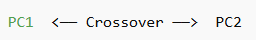 PC1 <—— Crossover ——> PC2